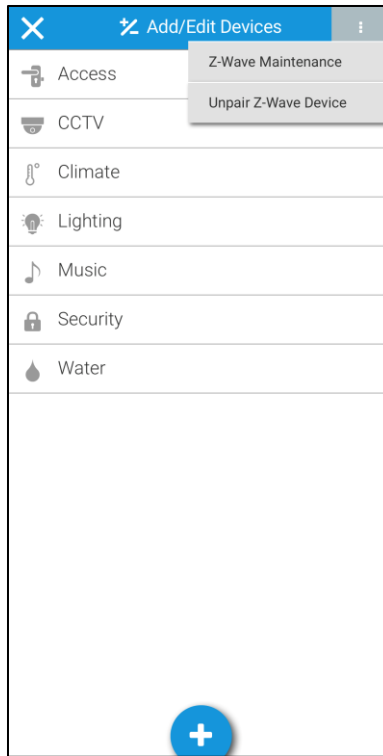 Add/Edit Devices
Z-Wave Maintenance
Unpair Z-Wave Device
Access
CCTV
Climate
Lighting
Music
Security
Water